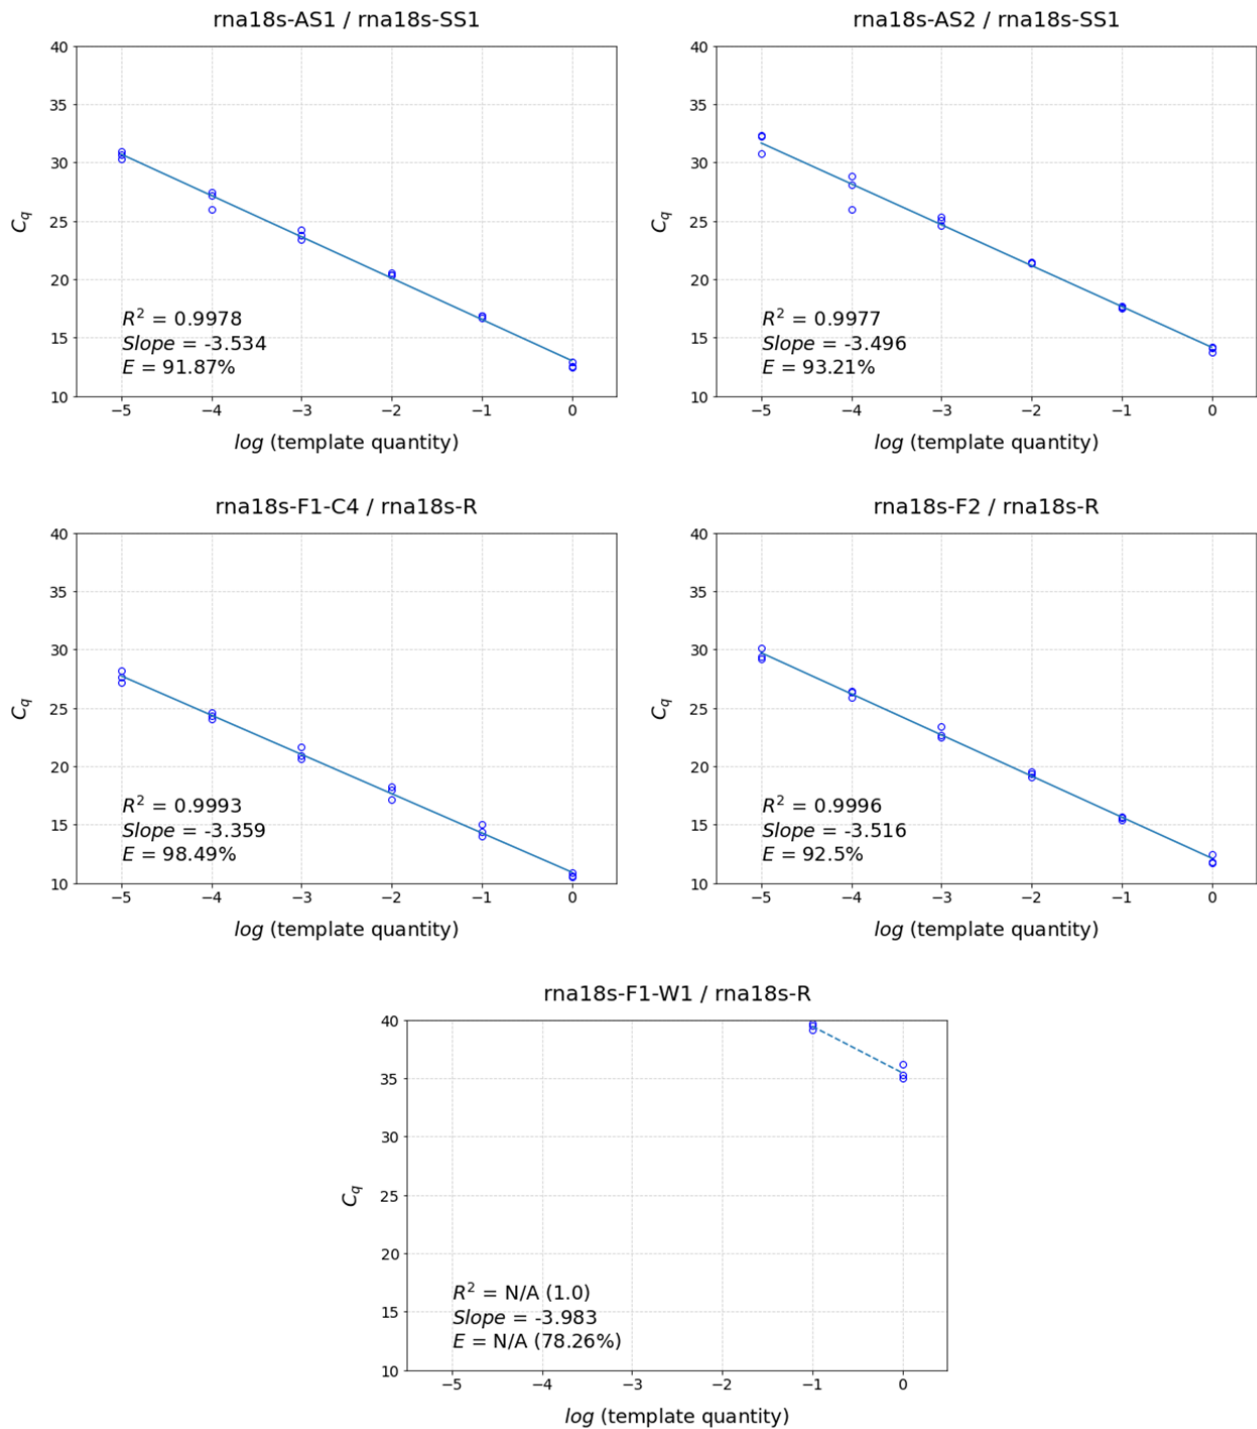 rna18s-AS1 / rna18s-SS1
40
35
30
25
20
15
10
C_q
R² = 0.9978
Slope = -3.534
E = 91.87%
−5 −4 −3 −2 −1 0
log (template quantity)
rna18s-AS2 / rna18s-SS1
40
35
30
25
20
15
10
C_q
R² = 0.9977
Slope = -3.496
E = 93.21%
−5 −4 −3 −2 −1 0
log (template quantity)
rna18s-F1-C4 / rna18s-R
40
35
30
25
20
15
10
C_q
R² = 0.9993
Slope = -3.359
E = 98.49%
−5 −4 −3 −2 −1 0
log (template quantity)
rna18s-F2 / rna18s-R
40
35
30
25
20
15
10
C_q
R² = 0.9996
Slope = -3.516
E = 92.5%
−5 −4 −3 −2 −1 0
log (template quantity)
rna18s-F1-W1 / rna18s-R
40
35
30
25
20
15
10
C_q
R² = N/A (1.0)
Slope = -3.983
E = N/A (78.26%)
−5 −4 −3 −2 −1 0
log (template quantity)